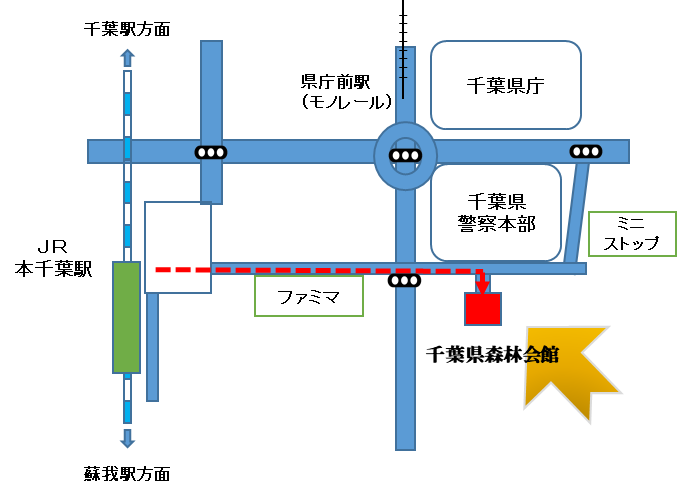 千葉駅方面
県庁前駅
（モノレール）
千葉県庁
千葉県
警察本部
ミニ
ストップ
ＪＲ
本千葉駅
ファミマ
千葉県森林会館
蘇我駅方面